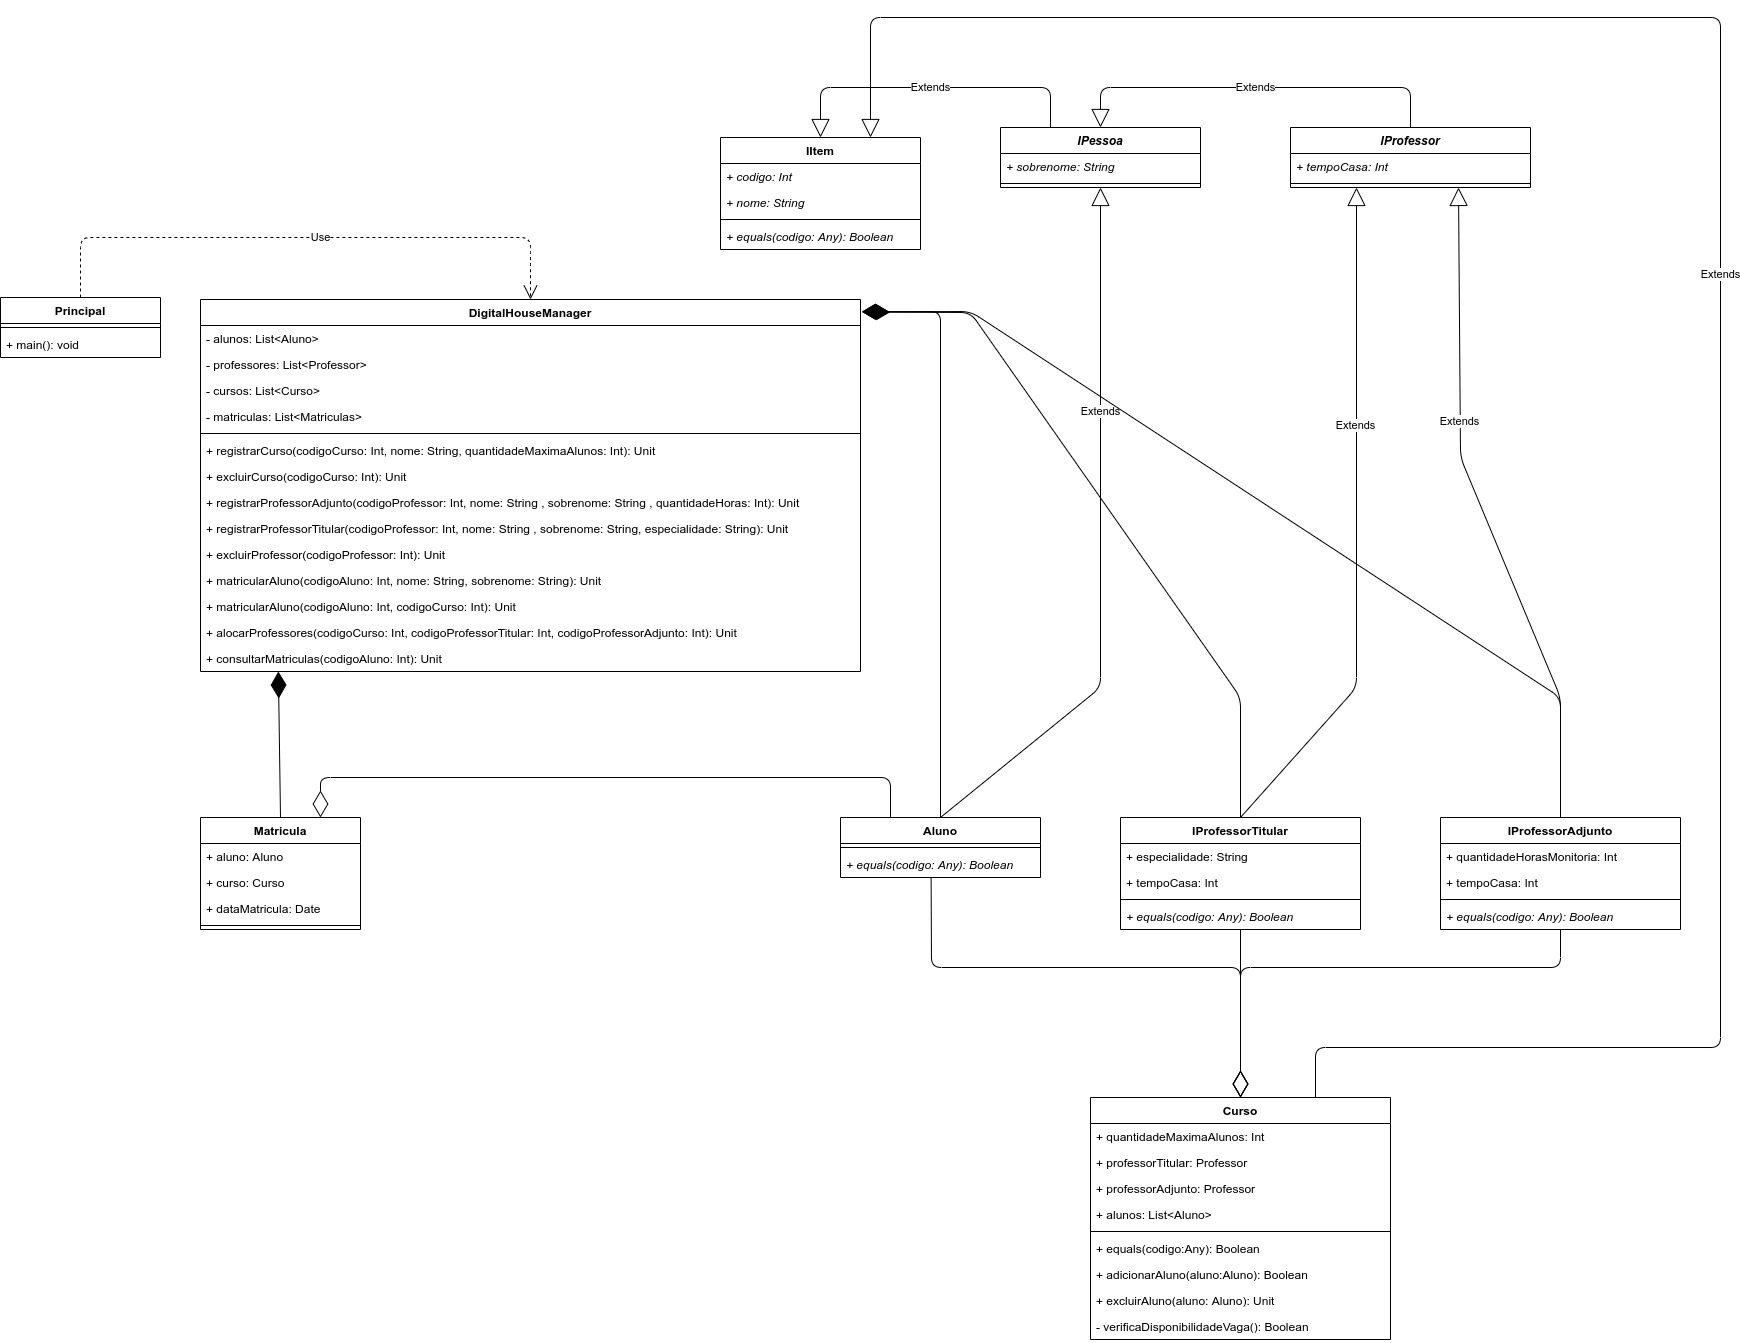 Extends
Extends
IItem
+ codigo: Int
+ nome: String
+ equals(codigo: Any): Boolean
IPessoa
+ sobrenome: String
IProfessor
+ tempoCasa: Int
Use
Extends
Principal
+ main(): void
DigitalHouseManager
- alunos: List<Aluno>
- professores: List<Professor>
- cursos: List<Curso>
- matriculas: List<Matriculas>
+ registrarCurso(codigoCurso: Int, nome: String, quantidadeMaximaAlunos: Int): Unit
+ excluirCurso(codigoCurso: Int): Unit
+ registrarProfessorAdjunto(codigoProfessor: Int, nome: String , sobrenome: String , quantidadeHoras: Int): Unit
+ registrarProfessorTitular(codigoProfessor: Int, nome: String , sobrenome: String, especialidade: String): Unit
+ excluirProfessor(codigoProfessor: Int): Unit
+ matricularAluno(codigoAluno: Int, nome: String, sobrenome: String): Unit
+ matricularAluno(codigoAluno: Int, codigoCurso: Int): Unit
+ alocarProfessores(codigoCurso: Int, codigoProfessorTitular: Int, codigoProfessorAdjunto: Int): Unit
+ consultarMatriculas(codigoAluno: Int): Unit
Extends
Extends
Extends
Matricula
+ aluno: Aluno
+ curso: Curso
+ dataMatricula: Date
Aluno
+ equals(codigo: Any): Boolean
IProfessorTitular
+ especialidade: String
+ tempoCasa: Int
+ equals(codigo: Any): Boolean
IProfessorAdjunto
+ quantidadeHorasMonitoria: Int
+ tempoCasa: Int
+ equals(codigo: Any): Boolean
Curso
+ quantidadeMaximaAlunos: Int
+ professorTitular: Professor
+ professorAdjunto: Professor
+ alunos: List<Aluno>
+ equals(codigo:Any): Boolean
+ adicionarAluno(aluno:Aluno): Boolean
+ excluirAluno(aluno: Aluno): Unit
- verificaDisponibilidadeVaga(): Boolean